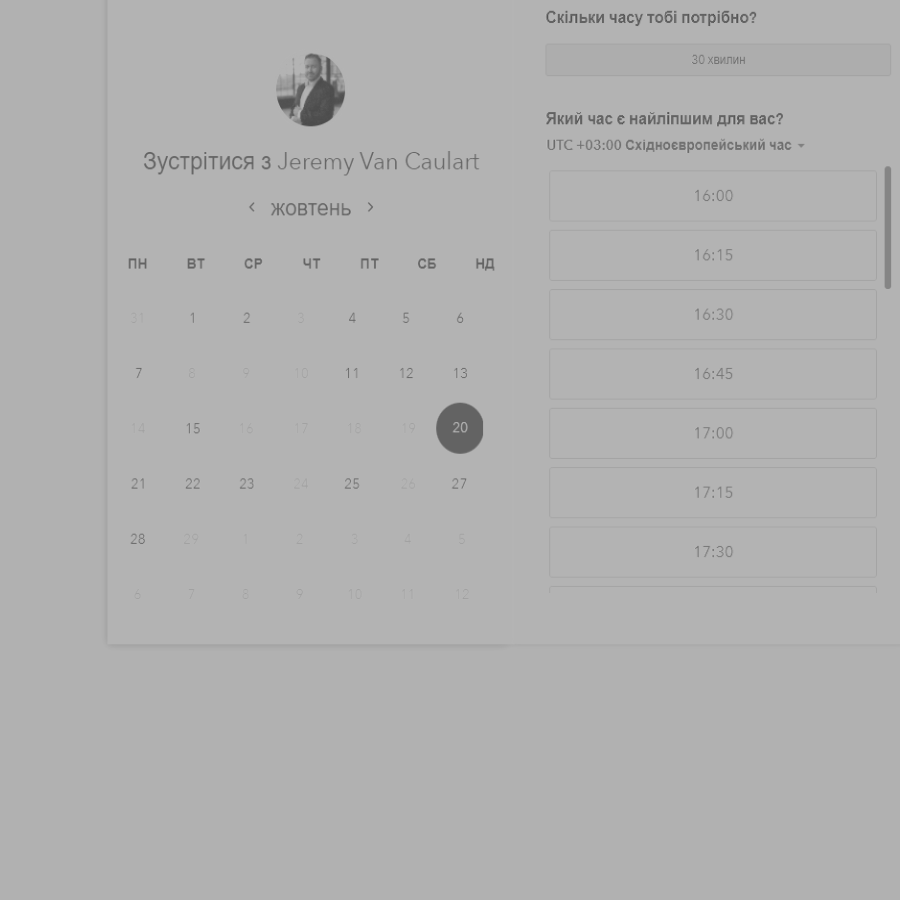 Зустрітися з Jeremy Van Caulart
жовтень
ПН ВТ СР ЧТ ПТ СБ НД
31 1 2 3 4 5 6
7 8 9 10 11 12 13
14 15 16 17 18 19 20
21 22 23 24 25 26 27
28 29 1 2 3 4 5
6 7 8 9 10 11 12
Скільки часу тобі потрібно?
30 хвилин
Який час є найліпшим для вас?
UTC +03:00 Східноєвропейський час
16:00
16:15
16:30
16:45
17:00
17:15
17:30